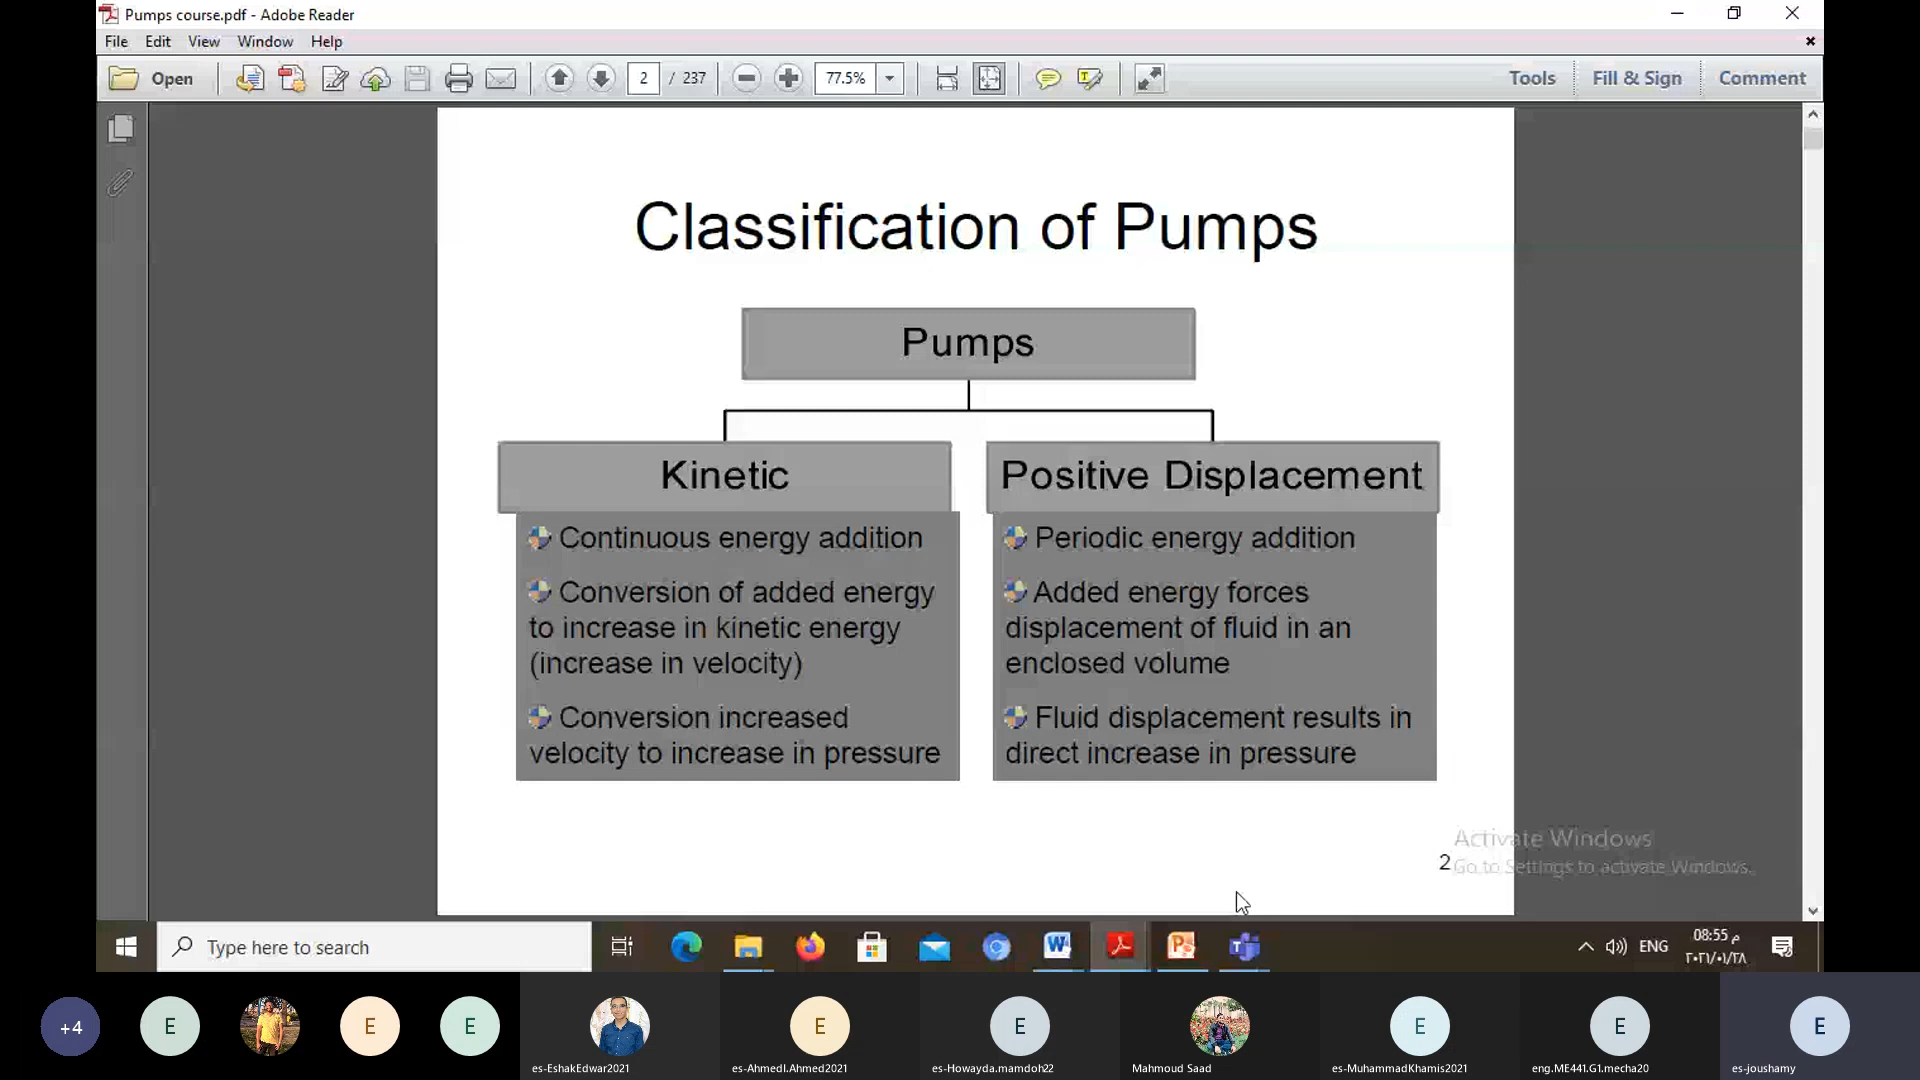 Pumps course.pdf - Adobe Reader
File Edit View Window Help
Open 2 / 237 77.5% Tools Fill & Sign Comment
Classification of Pumps
Pumps
Kinetic
Continuous energy addition
Conversion of added energy
to increase in kinetic energy
(increase in velocity)
Conversion increased
velocity to increase in pressure
Positive Displacement
Periodic energy addition
Added energy forces
displacement of fluid in an
enclosed volume
Fluid displacement results in
direct increase in pressure
2
Activate Windows
Go to Settings to activate Windows.
Type here to search
ENG
08:55 م
٢٠٢١/٠١/٢٨
+4
E
E
E
E
E
E
E
E
es-EshakEdwar2021
es-AhmedI.Ahmed2021
es-Howayda.mamdoh22
Mahmoud Saad
es-MuhammadKhamis2021
eng.ME441.G1.mecha20
es-joushamy